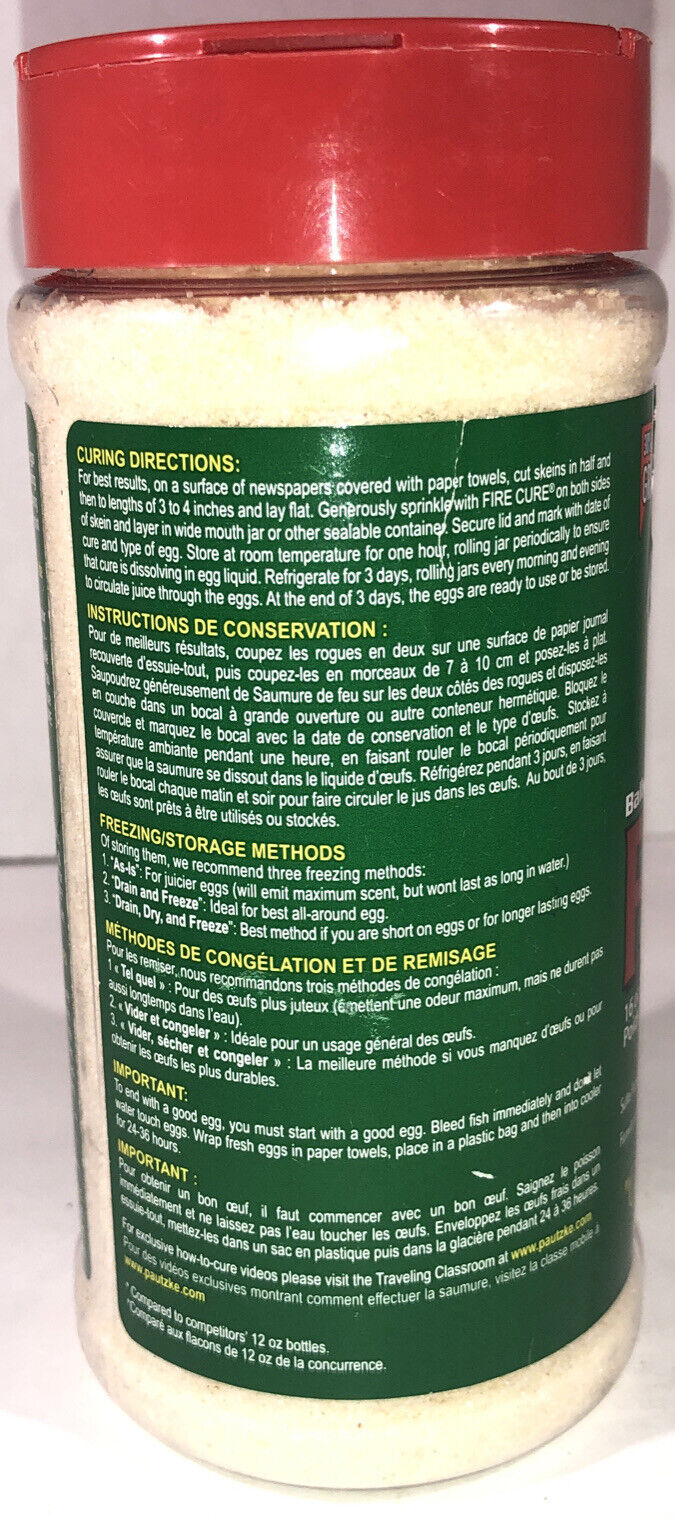 CURING DIRECTIONS:
For best results, on a surface of newspapers covered with paper towels, cut skeins in half and
then to lengths of 3 to 4 inches and lay flat. Generously sprinkle with FIRE CURE® on both sides
of skein and layer in wide mouth jar or other sealable container. Secure lid and mark with date of
cure and type of egg. Store at room temperature for one hour, rolling jar periodically to ensure
that cure is dissolving in egg liquid. Refrigerate for 3 days, rolling jars every morning and evening
to circulate juice through the eggs. At the end of 3 days, the eggs are ready to use or be stored.
INSTRUCTIONS DE CONSERVATION :
Pour de meilleurs résultats, coupez les rogues en deux sur une surface de papier journal
recouverte d'essuie-tout, puis coupez-les en morceaux de 7 à 10 cm et posez-les à plat.
Saupoudrez généreusement de Saumure de feu sur les deux côtés des rogues et disposez-les
en couche dans un bocal à grande ouverture ou autre conteneur hermétique. Bloquez le
couvercle et marquez le bocal avec la date de conservation et le type d'œufs. Stockez à
température ambiante pendant une heure, en faisant rouler le bocal périodiquement pour
assurer que la saumure se dissout dans le liquide d'œufs. Réfrigérez pendant 3 jours, en faisant
rouler le bocal chaque matin et soir pour faire circuler le jus dans les œufs. Au bout de 3 jours,
les œufs sont prêts à être utilisés ou stockés.
FREEZING/STORAGE METHODS
Of storing them, we recommend three freezing methods:
1. "As-Is": For juicier eggs (will emit maximum scent, but wont last as long in water.)
2. "Drain and Freeze": Ideal for best all-around egg.
3. "Drain, Dry, and Freeze": Best method if you are short on eggs or for longer lasting eggs.
MÉTHODES DE CONGÉLATION ET DE REMISAGE
Pour les remiser, nous recommandons trois méthodes de congélation :
1 « Tel quel » : Pour des œufs plus juteux (émettent une odeur maximum, mais ne durent pas
aussi longtemps dans l'eau).
2. « Vider et congeler » : Idéale pour un usage général des œufs.
3. « Vider, sécher et congeler » : La meilleure méthode si vous manquez d'œufs ou pour
obtenir les œufs les plus durables.
IMPORTANT:
To end with a good egg, you must start with a good egg. Bleed fish immediately and don't let
water touch eggs. Wrap fresh eggs in paper towels, place in a plastic bag and then into cooler
for 24-36 hours.
IMPORTANT :
Pour obtenir un bon œuf, il faut commencer avec un bon œuf. Saignez le poisson
immédiatement et ne laissez pas l'eau toucher les œufs. Enveloppez les œufs frais dans un
essuie-tout, mettez-les dans un sac en plastique puis dans la glacière pendant 24 à 36 heures.
For exclusive how-to-cure videos please visit the Traveling Classroom at www.pautzke.com
Pour des vidéos exclusives montrant comment effectuer la saumure, visitez la classe mobile à
www.pautzke.com
* Compared to competitors' 12 oz bottles.
*Comparé aux flacons de 12 oz de la concurrence.